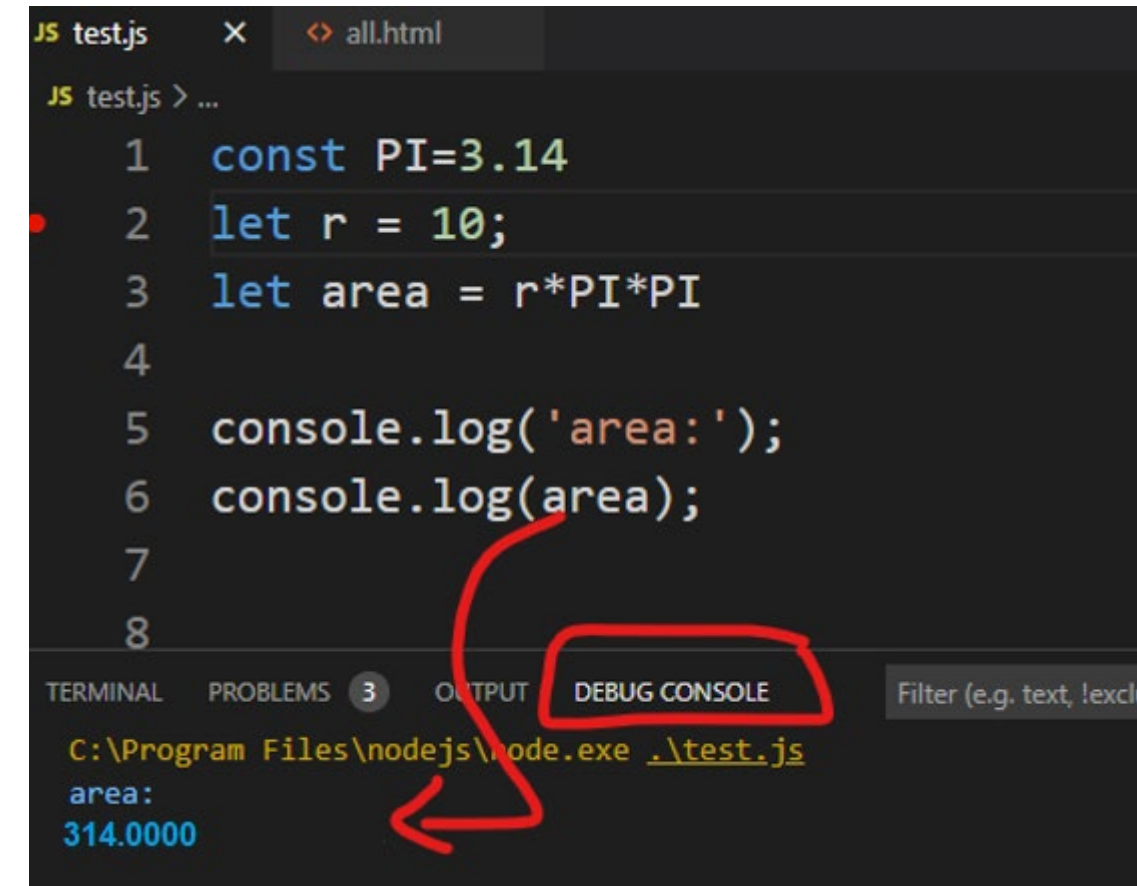 JS test.js × <> all.html
JS test.js > ...
1 const PI=3.14
2 let r = 10;
3 let area = r*PI*PI
4
5 console.log('area:');
6 console.log(area);
7
8
TERMINAL PROBLEMS 3 OUTPUT DEBUG CONSOLE Filter (e.g. text, !excl
C:\Program Files\nodejs\node.exe .\test.js
area:
314.0000